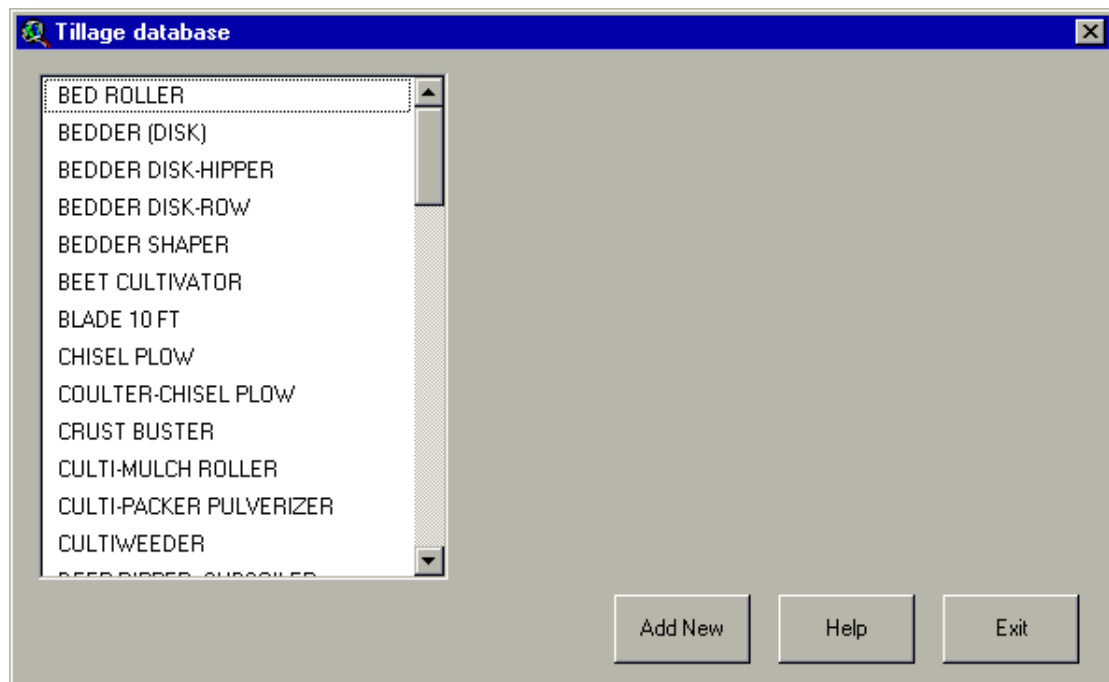 Tillage database
BED ROLLER
BEDDER (DISK)
BEDDER DISK-HIPPER
BEDDER DISK-ROW
BEDDER SHAPER
BEET CULTIVATOR
BLADE 10 FT
CHISEL PLOW
COULTER-CHISEL PLOW
CRUST BUSTER
CULTI-MULCH ROLLER
CULTI-PACKER PULVERIZER
CULTIWEEDER
Add New
Help
Exit